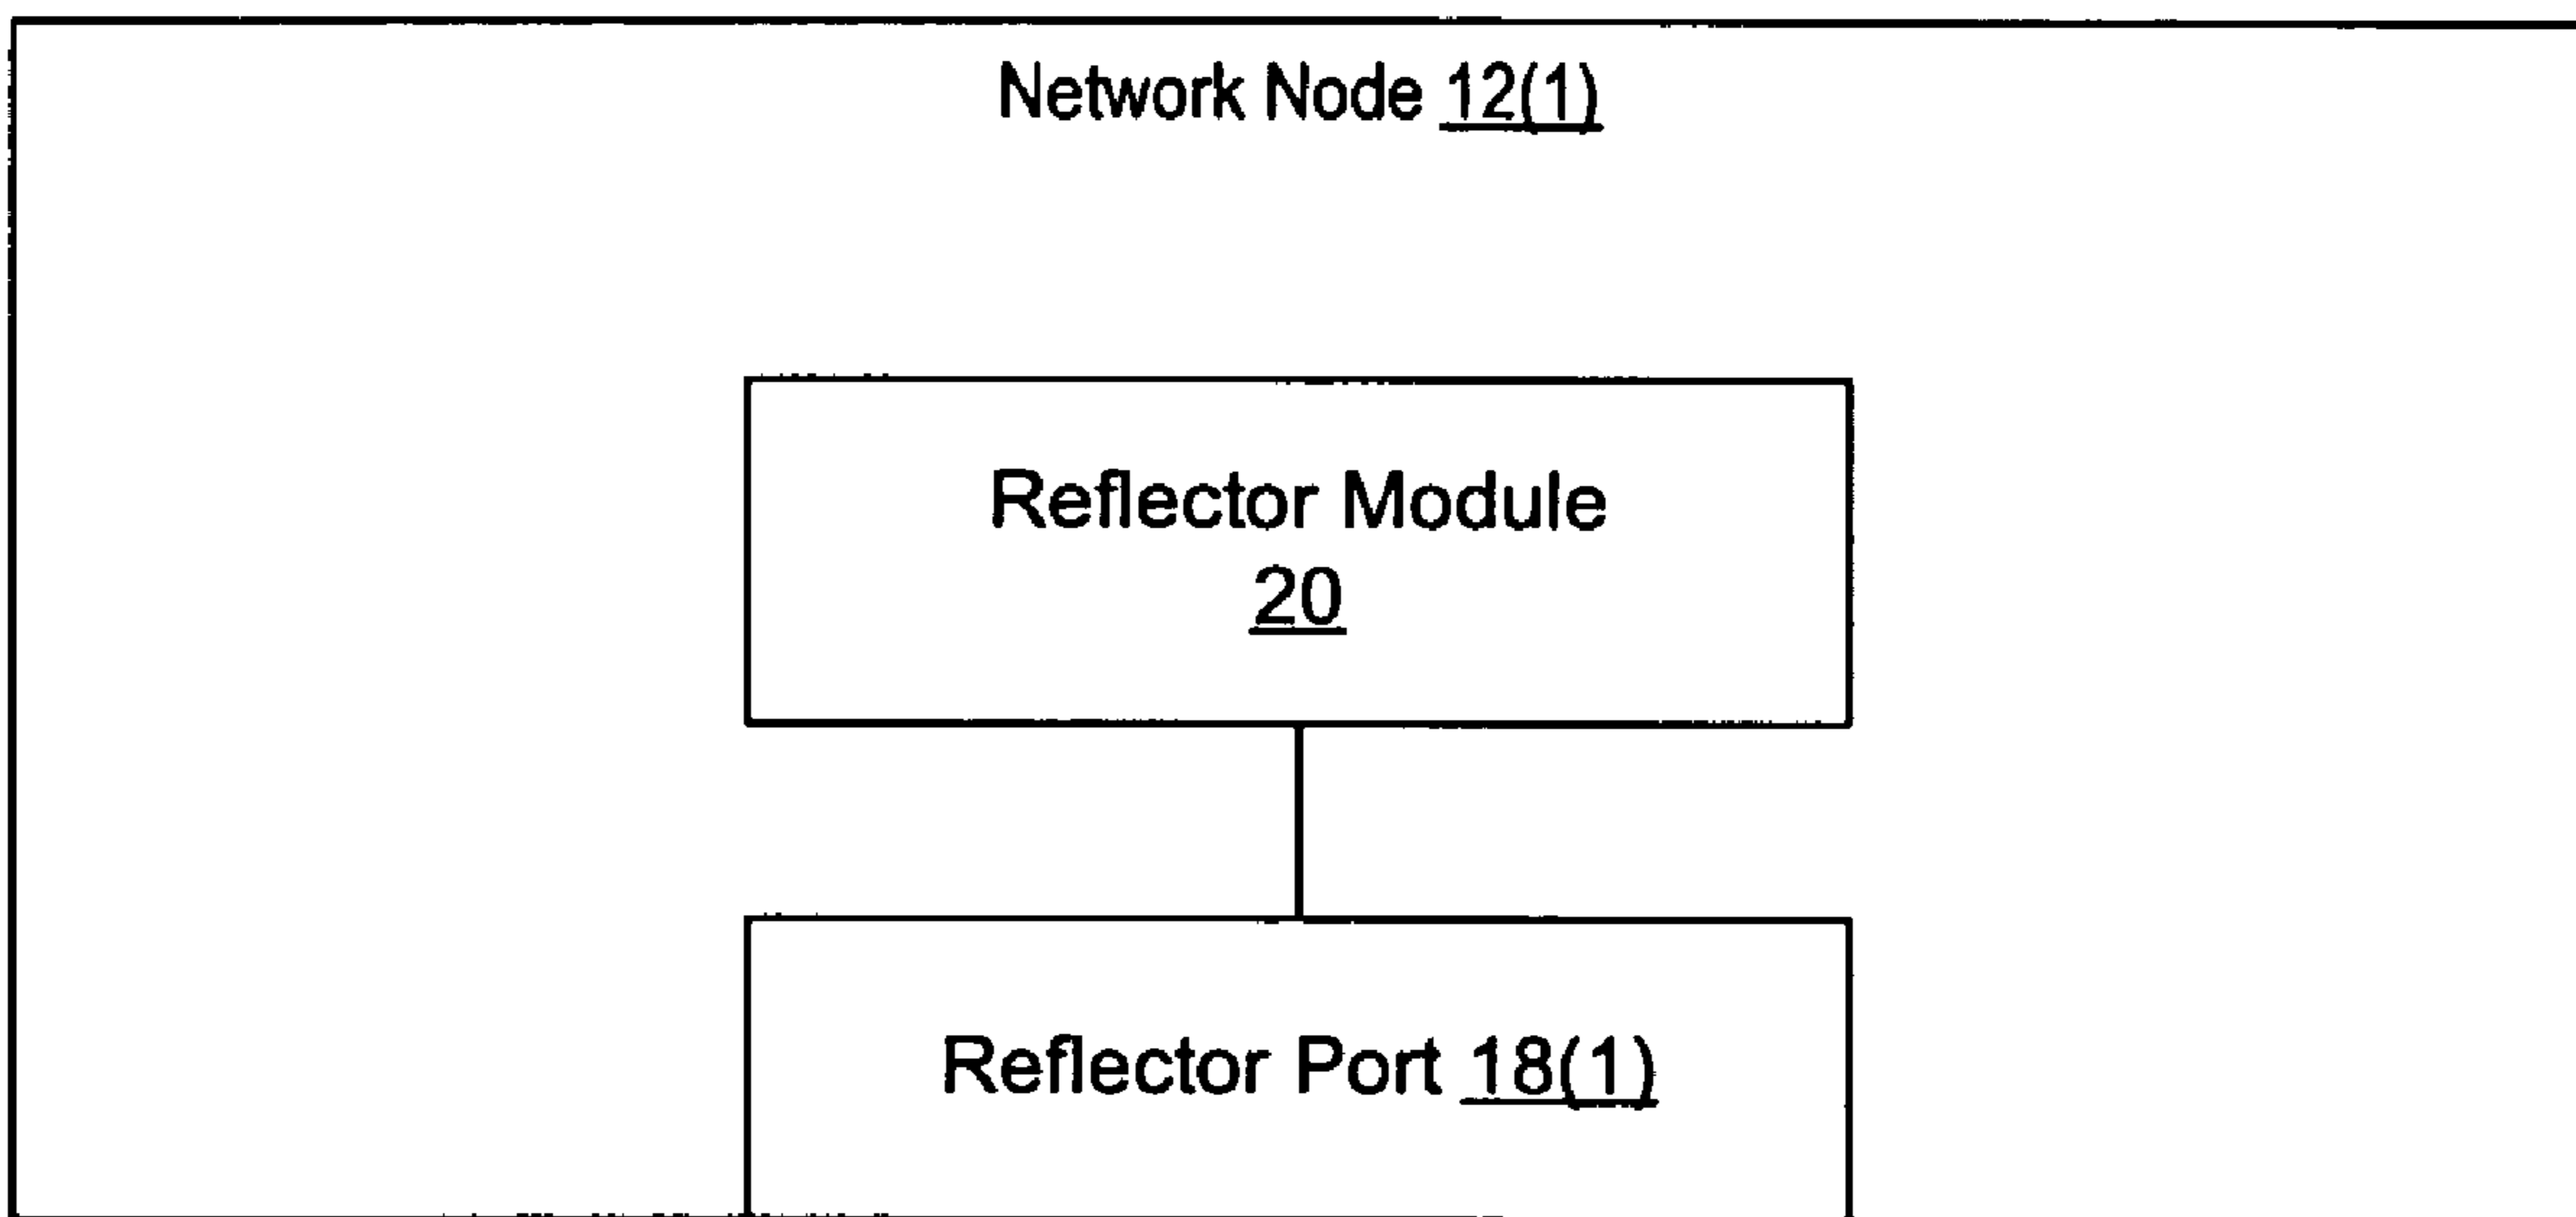 Network Node 12(1)
Reflector Module
20
Reflector Port 18(1)